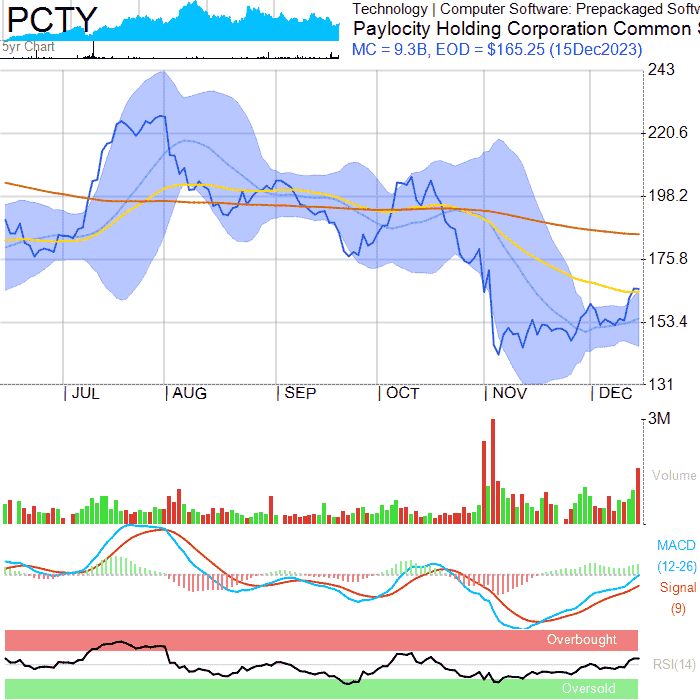 PCTY
5yr Chart
Technology | Computer Software: Prepackaged Softw
Paylocity Holding Corporation Common S
MC = 9.3B, EOD = $165.25 (15Dec2023)
243
220.6
198.2
175.8
153.4
131
JUL AUG SEP OCT NOV DEC
3M
Volume
MACD
(12-26)
Signal
(9)
Overbought
RSI(14)
Oversold